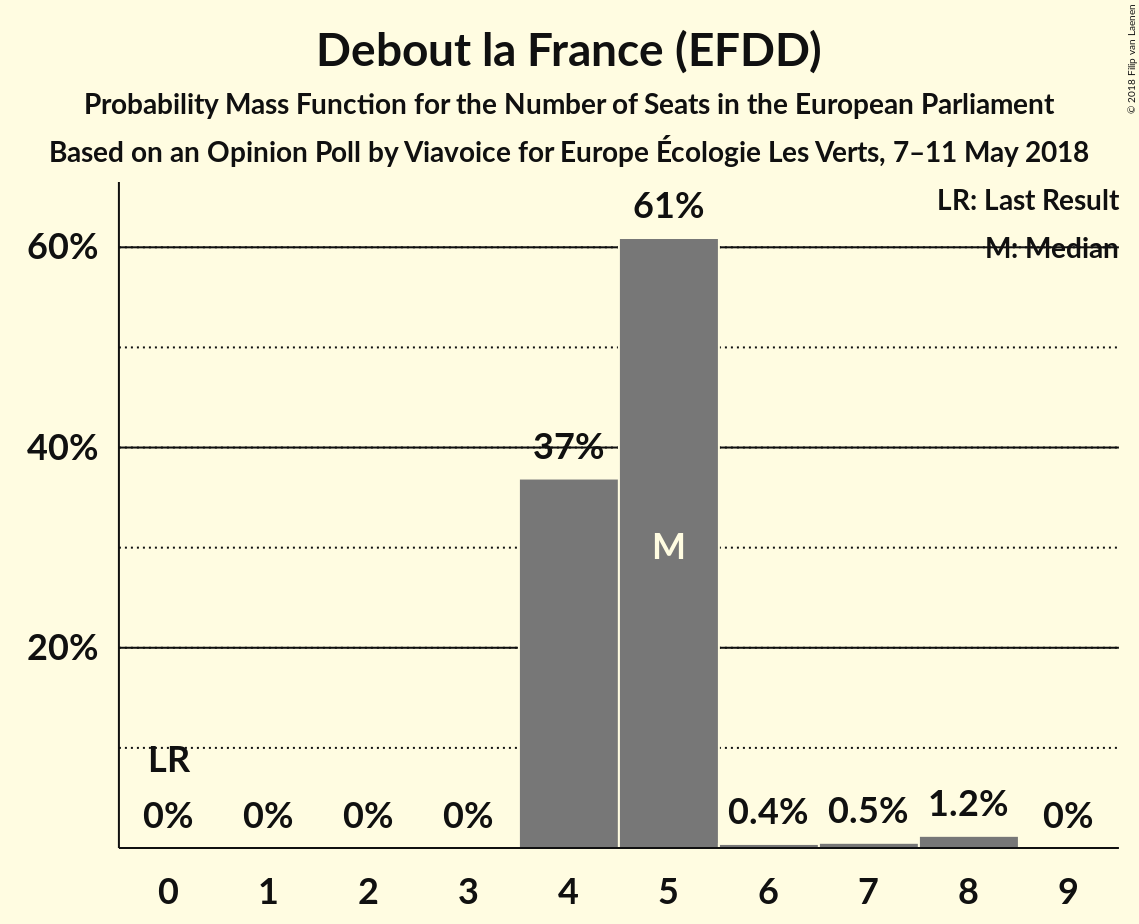 Debout la France (EFDD)
Probability Mass Function for the Number of Seats in the European Parliament
Based on an Opinion Poll by Viavoice for Europe Écologie Les Verts, 7–11 May 2018
© 2018 Filip van Laenen
LR: Last Result
M: Median
61%
60%
37%
40%
M
20%
LR
0% 0% 0% 0% 0.4% 0.5% 1.2% 0%
0 1 2 3 4 5 6 7 8 9